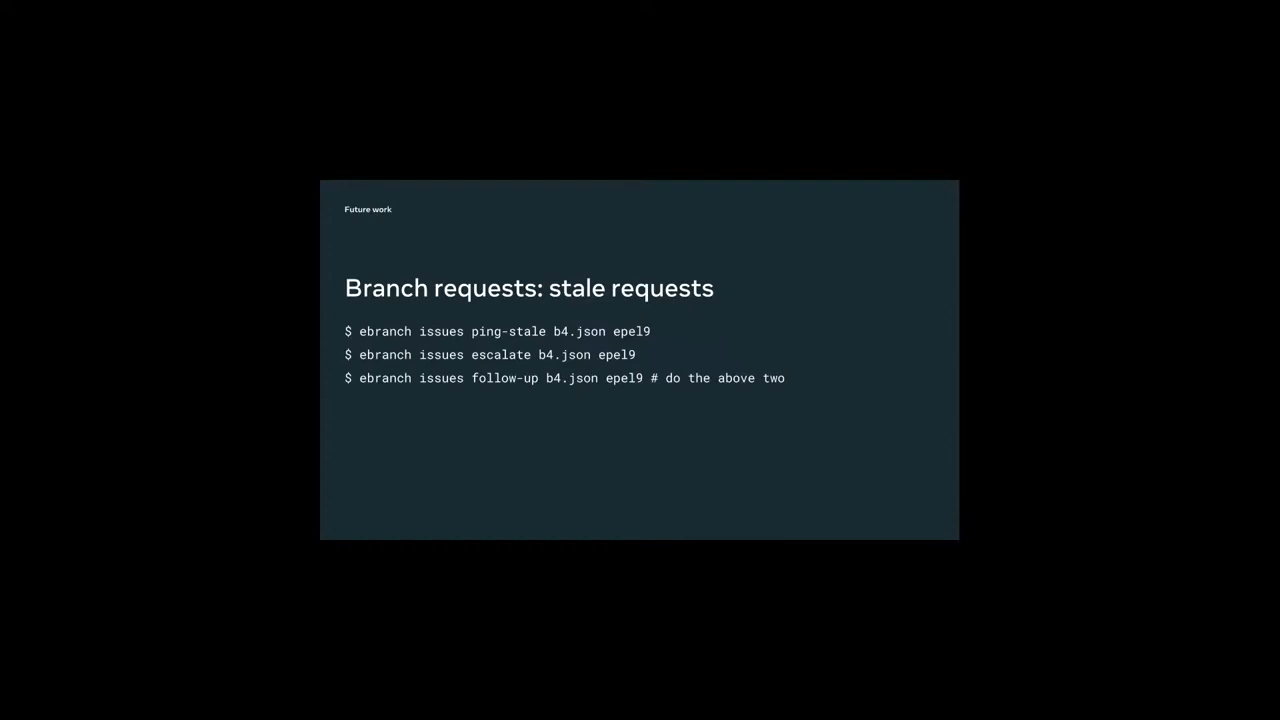 Future work
Branch requests: stale requests
$ ebranch issues ping-stale b4.json epel9
$ ebranch issues escalate b4.json epel9
$ ebranch issues follow-up b4.json epel9 # do the above two